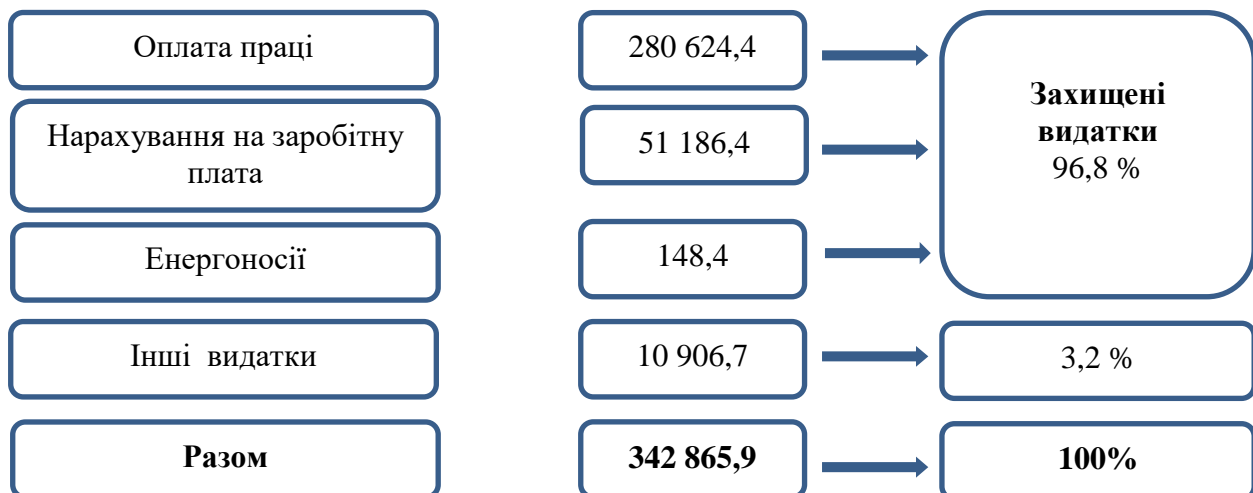 Оплата праці
280 624,4
Захищені
видатки
96,8 %
Нарахування на заробітну
плата
51 186,4
Енергоносії
148,4
Інші видатки
10 906,7
3,2 %
Разом
342 865,9
100%